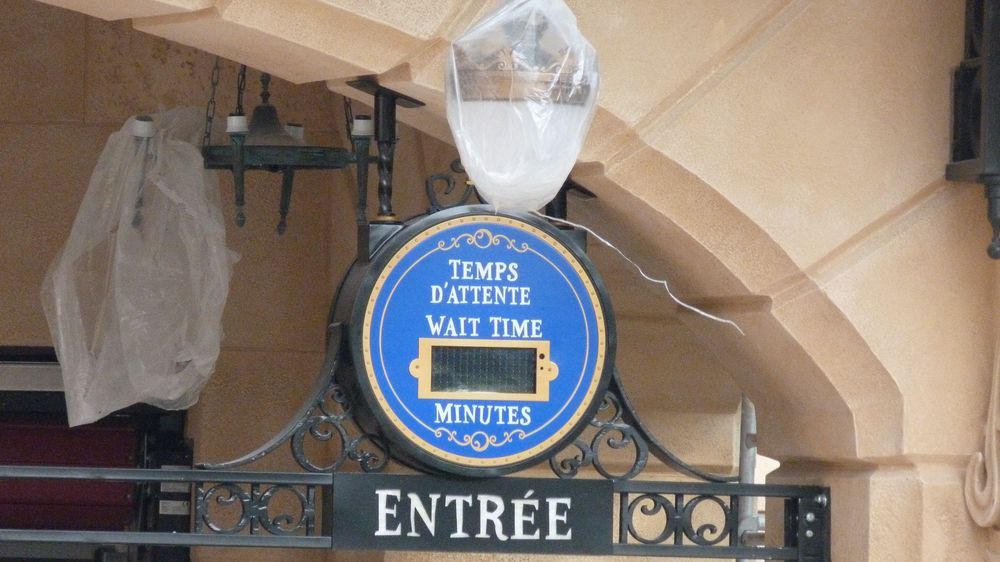 TEMPS
D'ATTENTE
WAIT TIME
MINUTES
ENTRÉE